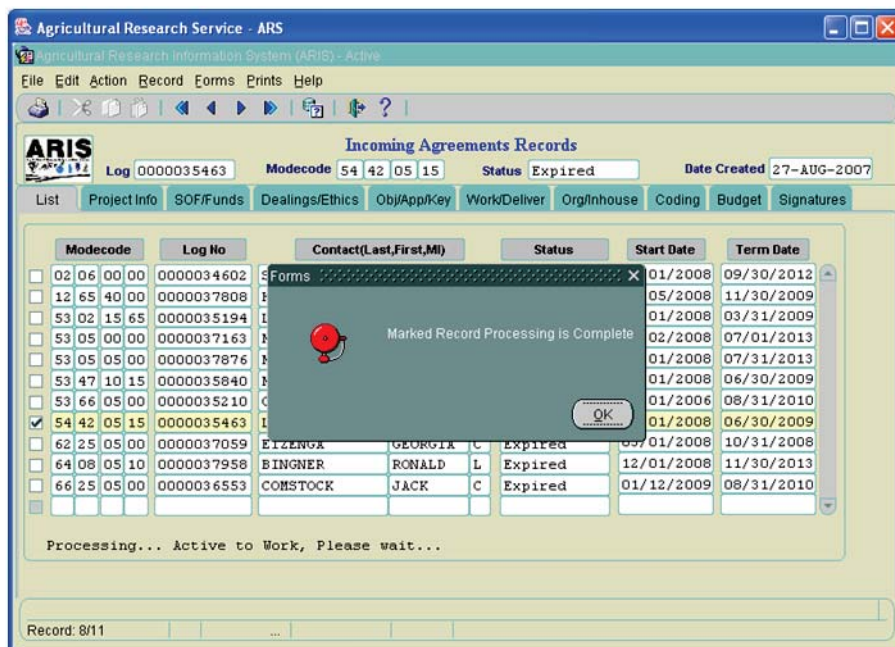 Agricultural Research Service - ARS
Agricultural Research Information System (ARIS) - Active
File Edit Action Record Forms Prints Help
ARIS
Incoming Agreements Records
Log 0000035463 Modecode 54 42 05 15 Status Expired Date Created 27-AUG-2007
List Project Info SOF/Funds Dealings/Ethics Obj/App/Key Work/Deliver Org/Inhouse Coding Budget Signatures
Modecode Log No Contact(Last,First,MI) Status Start Date Term Date
02 06 00 00 0000034602 01/2008 09/30/2012
12 65 40 00 0000037808 05/2008 11/30/2009
53 02 15 65 0000035194 01/2008 03/31/2009
53 05 00 00 0000037163 02/2008 07/01/2013
53 05 05 00 0000037876 01/2008 07/31/2013
53 47 10 15 0000035840 01/2008 06/30/2009
53 66 05 00 0000035210 01/2006 08/31/2010
54 42 05 15 0000035463 01/2008 06/30/2009
62 25 05 00 0000037059 EIZENGA GEORGIA C Expired 05/01/2008 10/31/2008
64 08 05 10 0000037958 BINGNER RONALD L Expired 12/01/2008 11/30/2013
66 25 05 00 0000036553 COMSTOCK JACK C Expired 01/12/2009 08/31/2010
Forms
Marked Record Processing is Complete
OK
Processing... Active to Work, Please wait...
Record: 8/11
...